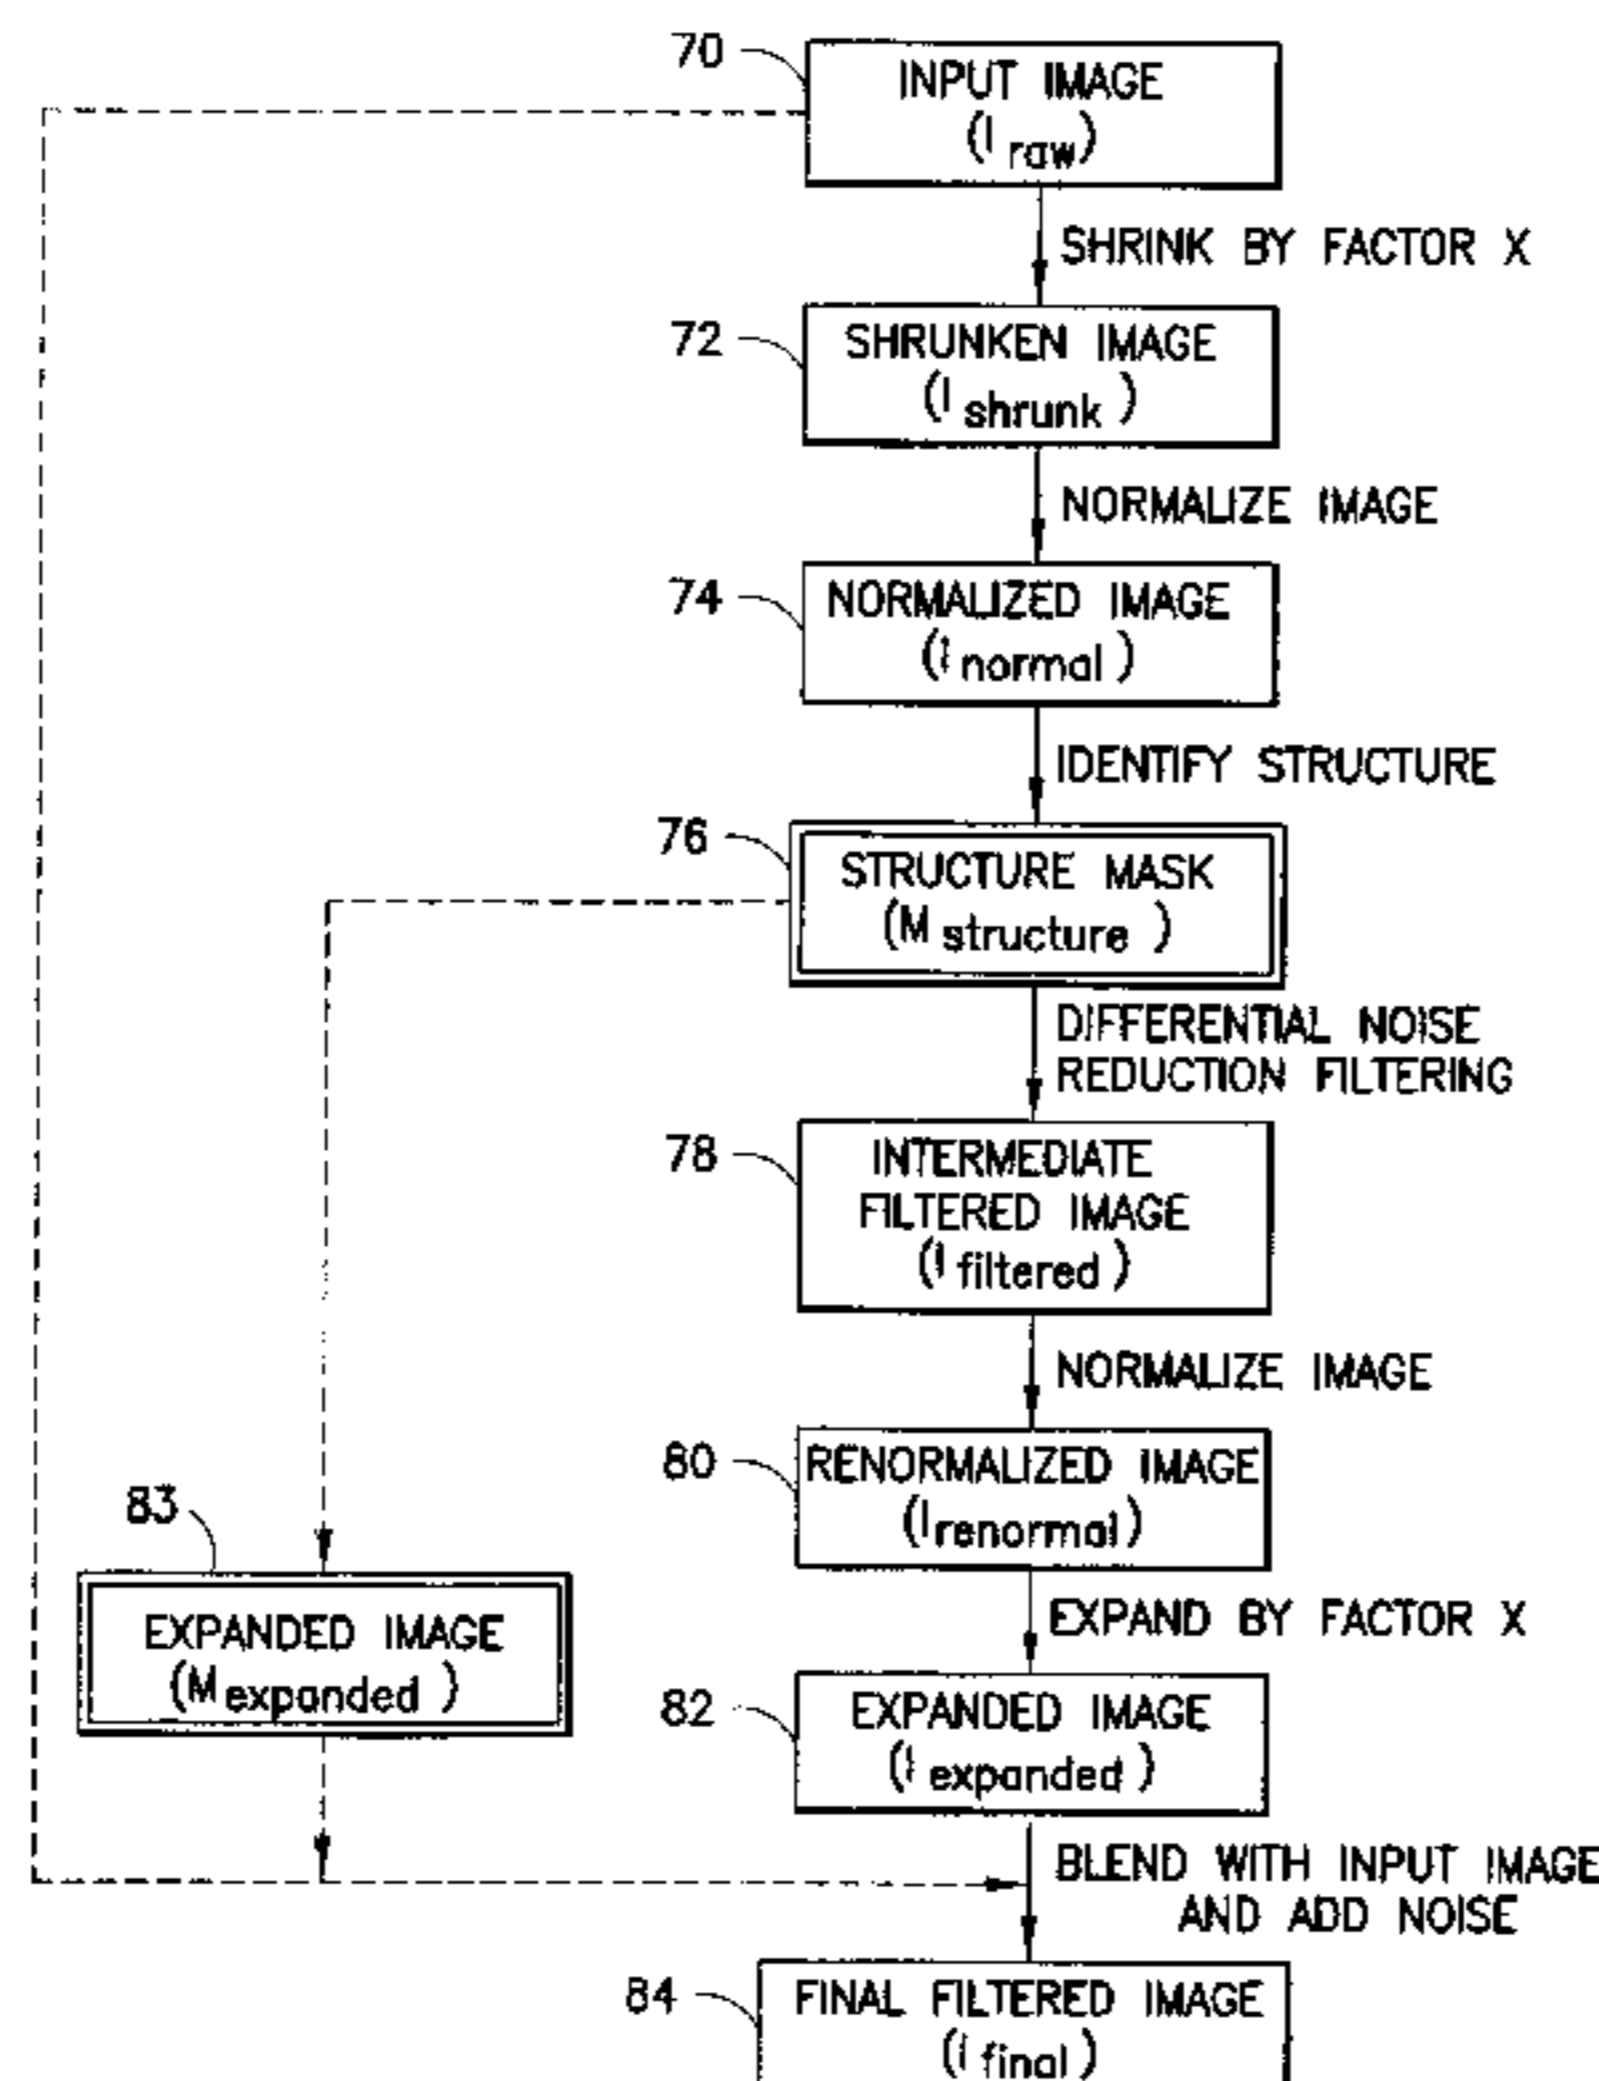 70
INPUT IMAGE
(I raw)
SHRINK BY FACTOR X
72
SHRUNKEN IMAGE
(I shrunk)
NORMALIZE IMAGE
74
NORMALIZED IMAGE
(I normal)
IDENTIFY STRUCTURE
76
STRUCTURE MASK
(M structure)
DIFFERENTIAL NOISE
REDUCTION FILTERING
78
INTERMEDIATE
FILTERED IMAGE
(I filtered)
NORMALIZE IMAGE
80
RENORMALIZED IMAGE
(I renormal)
83
EXPANDED IMAGE
(M expanded)
EXPAND BY FACTOR X
82
EXPANDED IMAGE
(I expanded)
BLEND WITH INPUT IMAGE
AND ADD NOISE
84
FINAL FILTERED IMAGE
(I final)